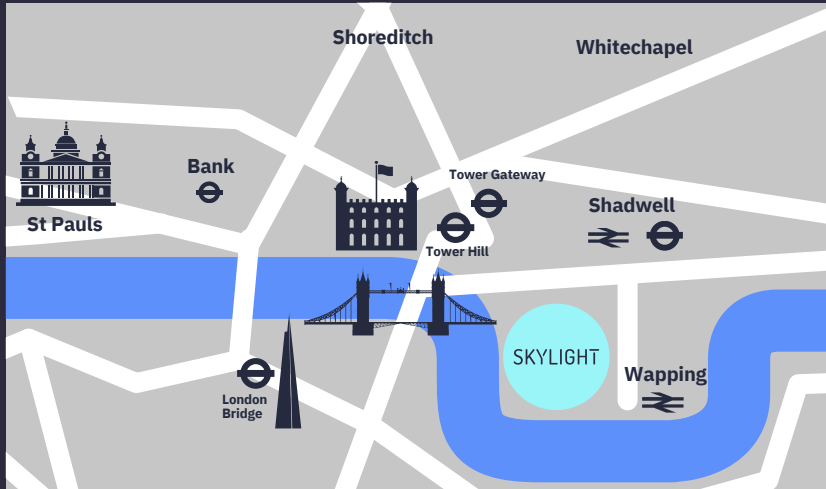 Shoreditch
Whitechapel
Bank
Tower Gateway
Shadwell
St Pauls
Tower Hill
SKYLIGHT
Wapping
London
Bridge